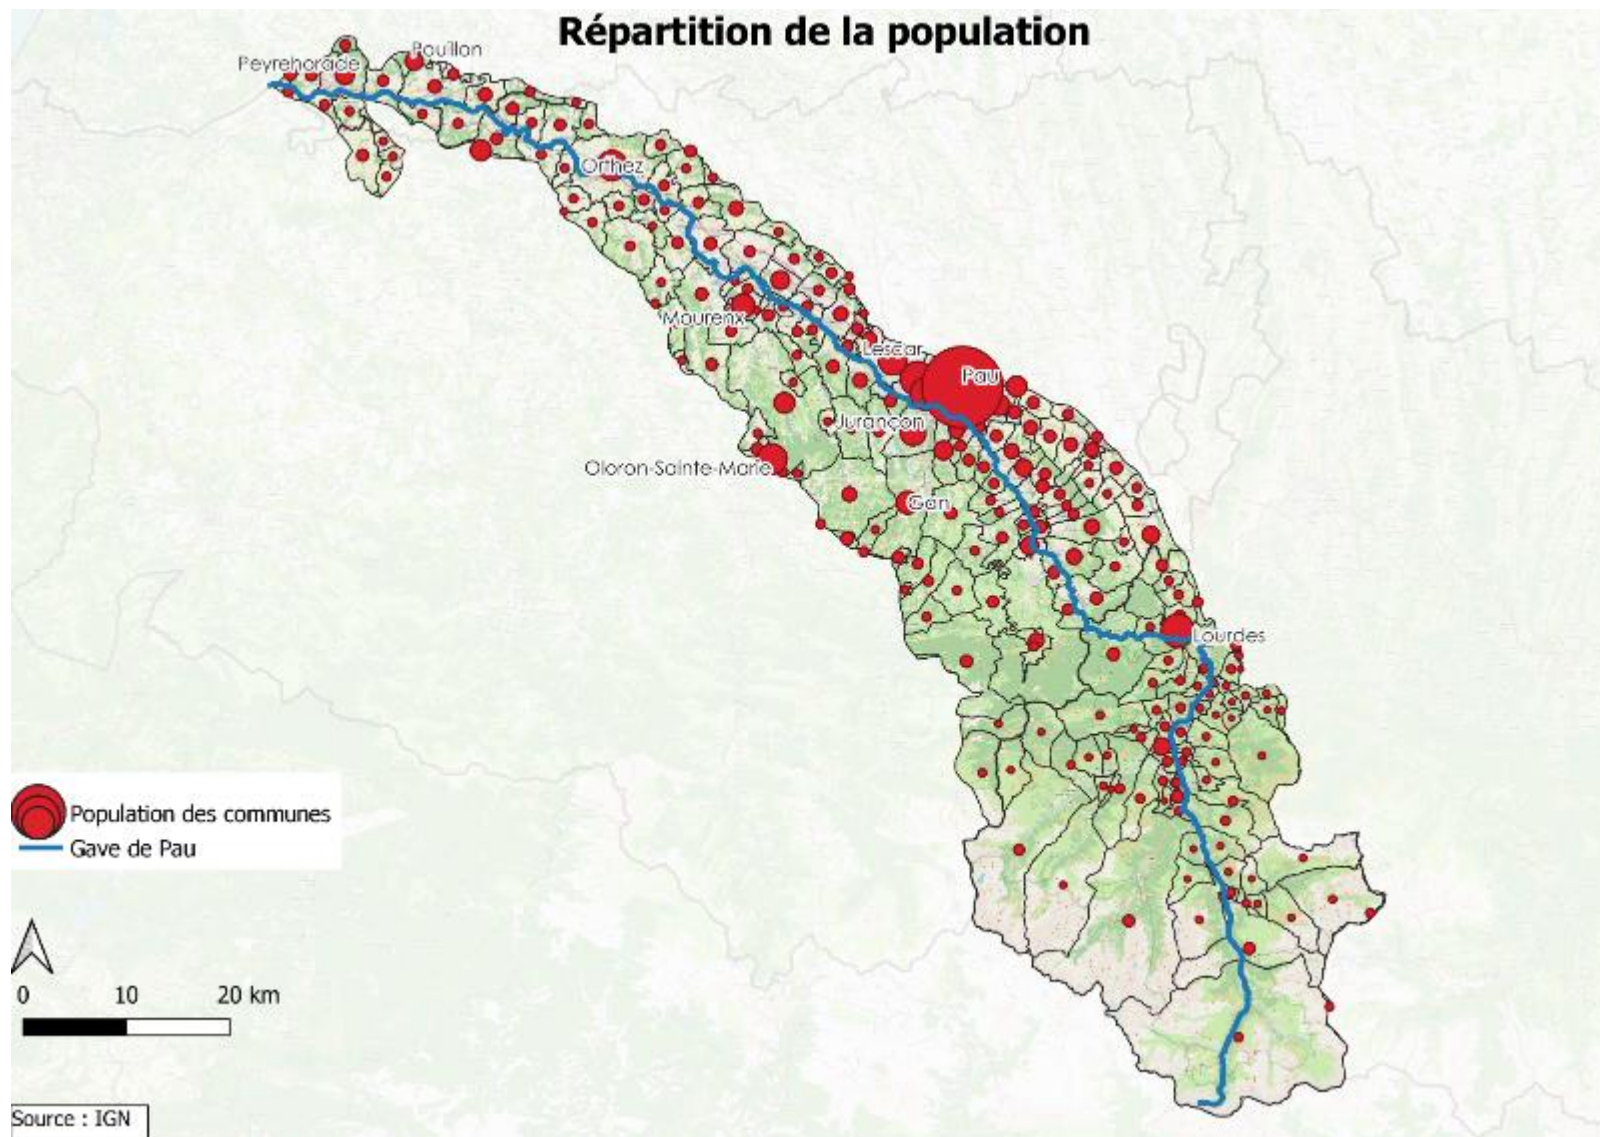 Répartition de la population
Pouillon
Peyrehorade
Orthez
Mourenx
Lescar
Pau
Jurançon
Oloron-Sainte-Marie
Gan
Lourdes
Population des communes
Gave de Pau
0 10 20 km
Source : IGN